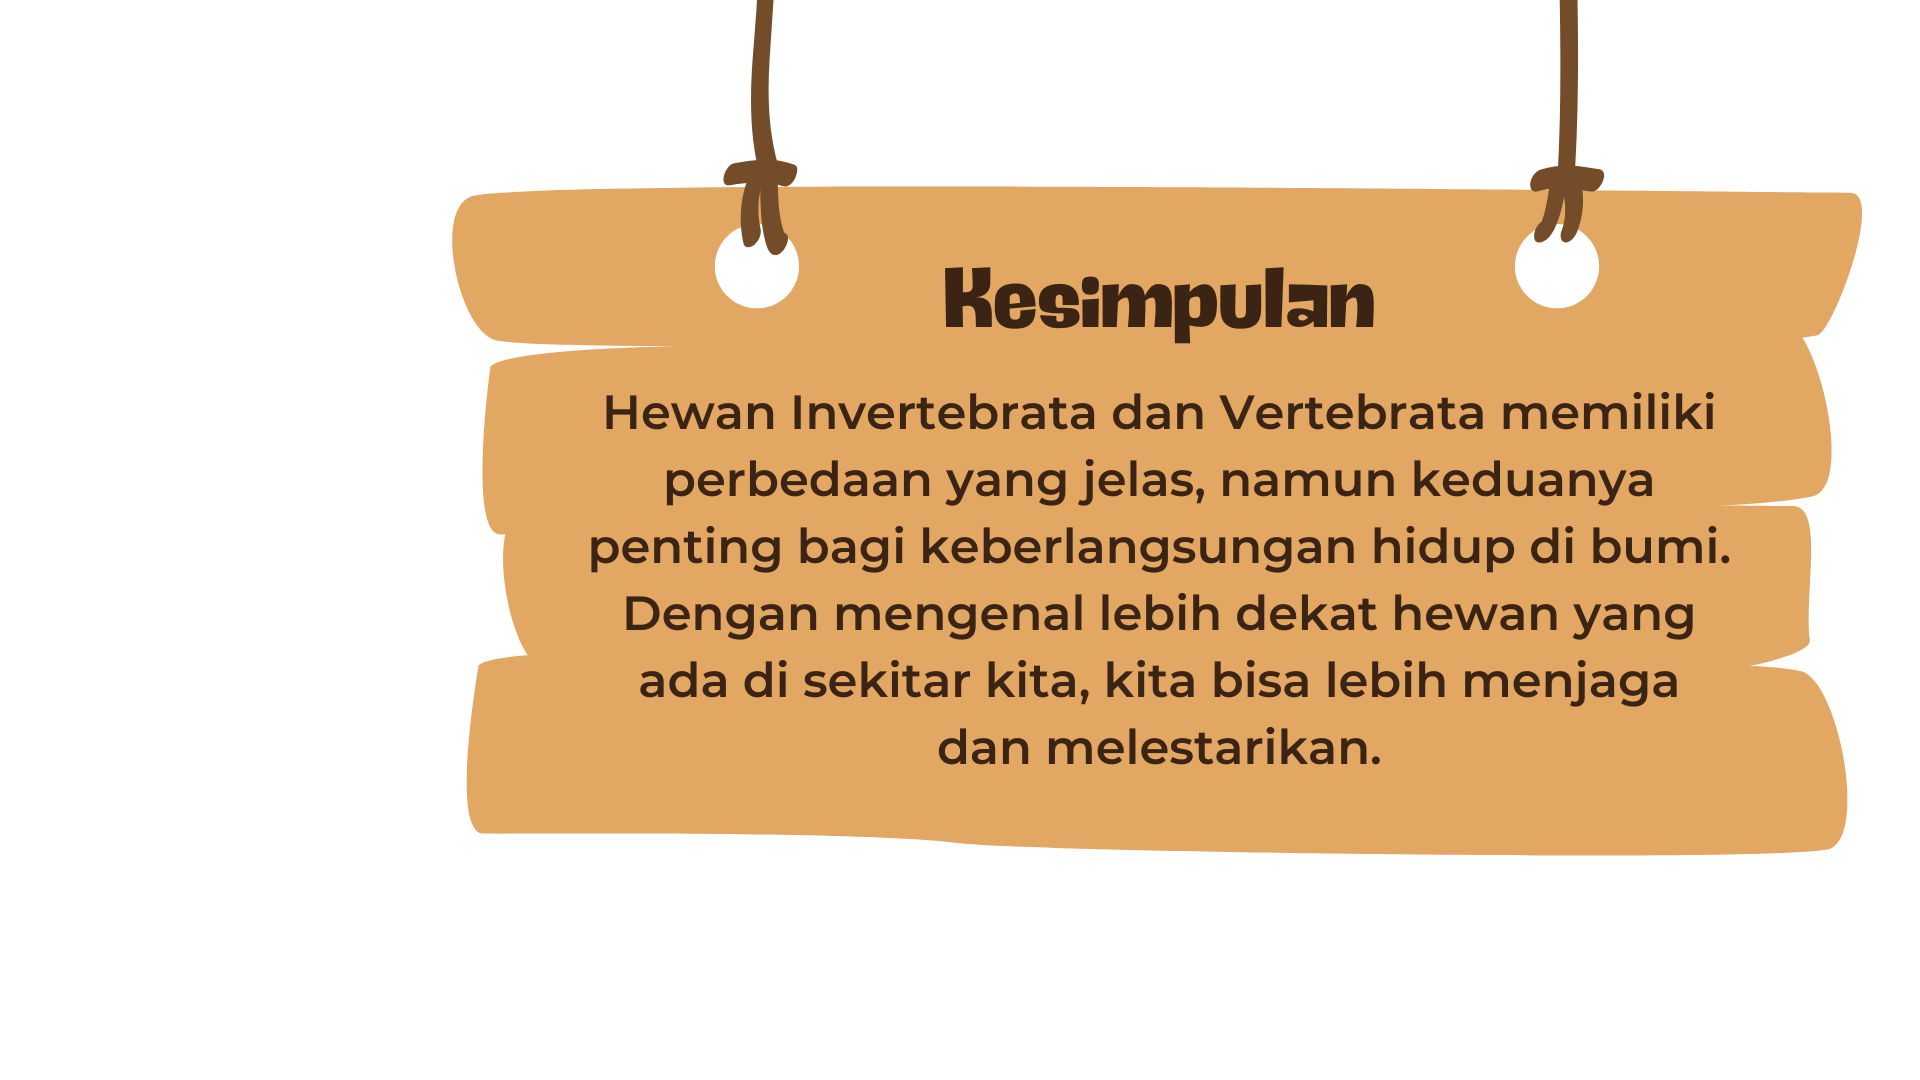 Kesimpulan
Hewan Invertebrata dan Vertebrata memiliki
perbedaan yang jelas, namun keduanya
penting bagi keberlangsungan hidup di bumi.
Dengan mengenal lebih dekat hewan yang
ada di sekitar kita, kita bisa lebih menjaga
dan melestarikan.